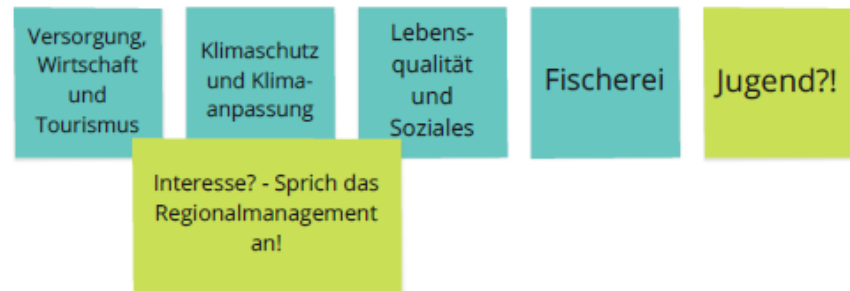 Versorgung,
Wirtschaft
und
Tourismus
Klimaschutz
und Klima-
anpassung
Lebens-
qualität
und
Soziales
Fischerei
Jugend?!
Interesse? - Sprich das
Regionalmanagement
an!